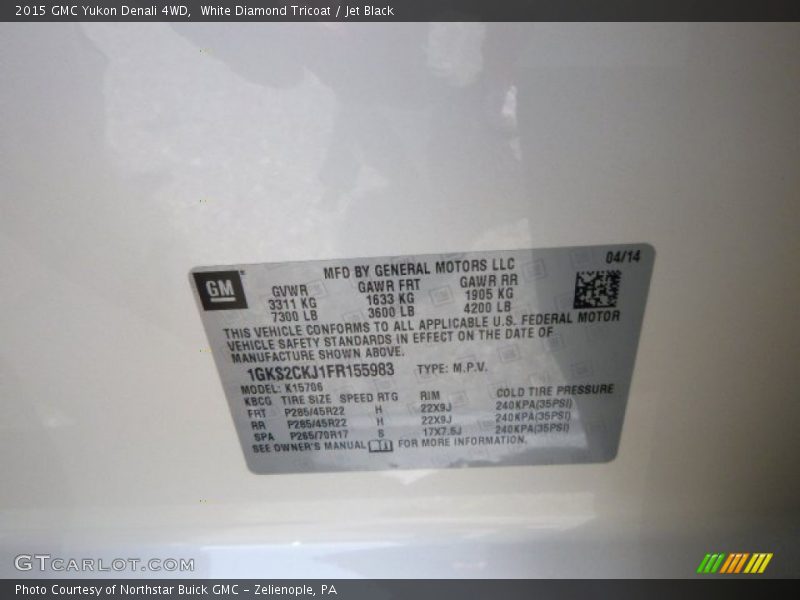 2015 GMC Yukon Denali 4WD, White Diamond Tricoat / Jet Black
04/14
GM
MFD BY GENERAL MOTORS LLC
GVWR GAWR FRT GAWR RR
3311 KG 1633 KG 1905 KG
7300 LB 3600 LB 4200 LB
THIS VEHICLE CONFORMS TO ALL APPLICABLE U.S. FEDERAL MOTOR
VEHICLE SAFETY STANDARDS IN EFFECT ON THE DATE OF
MANUFACTURE SHOWN ABOVE.
1GKS2CKJ1FR155983 TYPE: M.P.V.
MODEL: K15706
KBCG TIRE SIZE SPEED RTG RIM COLD TIRE PRESSURE
FRT P285/45R22 H 22X9J 240KPA(35PSI)
RR P285/45R22 H 22X9J 240KPA(35PSI)
SPA P265/70R17 S 17X7.5J 240KPA(35PSI)
SEE OWNER'S MANUAL FOR MORE INFORMATION.
GTCARLOT.COM
Photo Courtesy of Northstar Buick GMC - Zelienople, PA